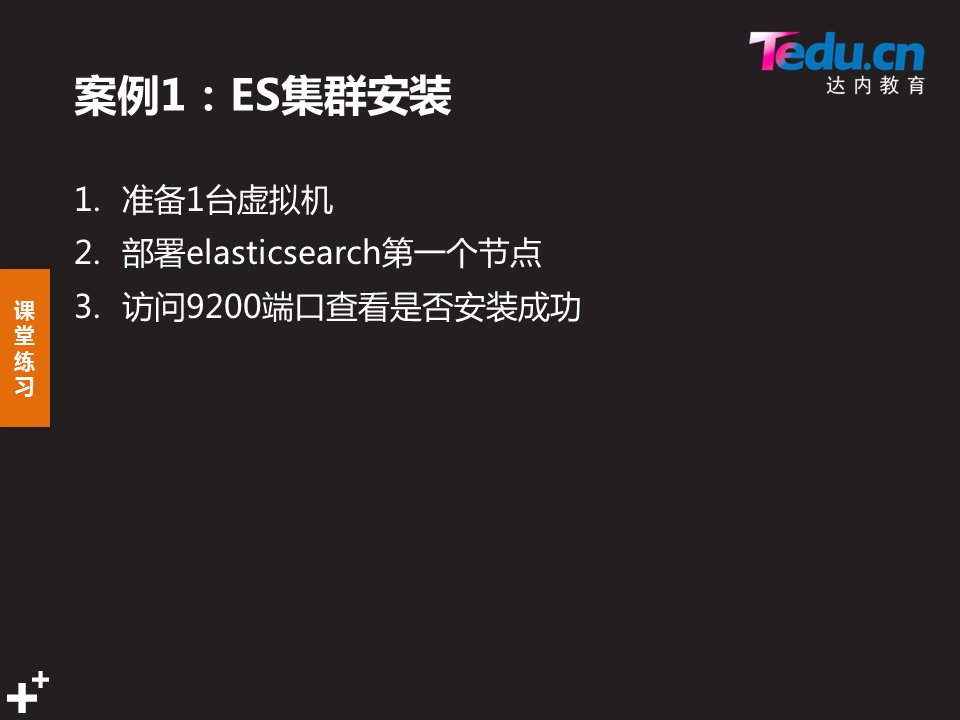 Tedu.cn
达内教育
案例1：ES集群安装
1. 准备1台虚拟机
2. 部署elasticsearch第一个节点
3. 访问9200端口查看是否安装成功
课
堂
练
习